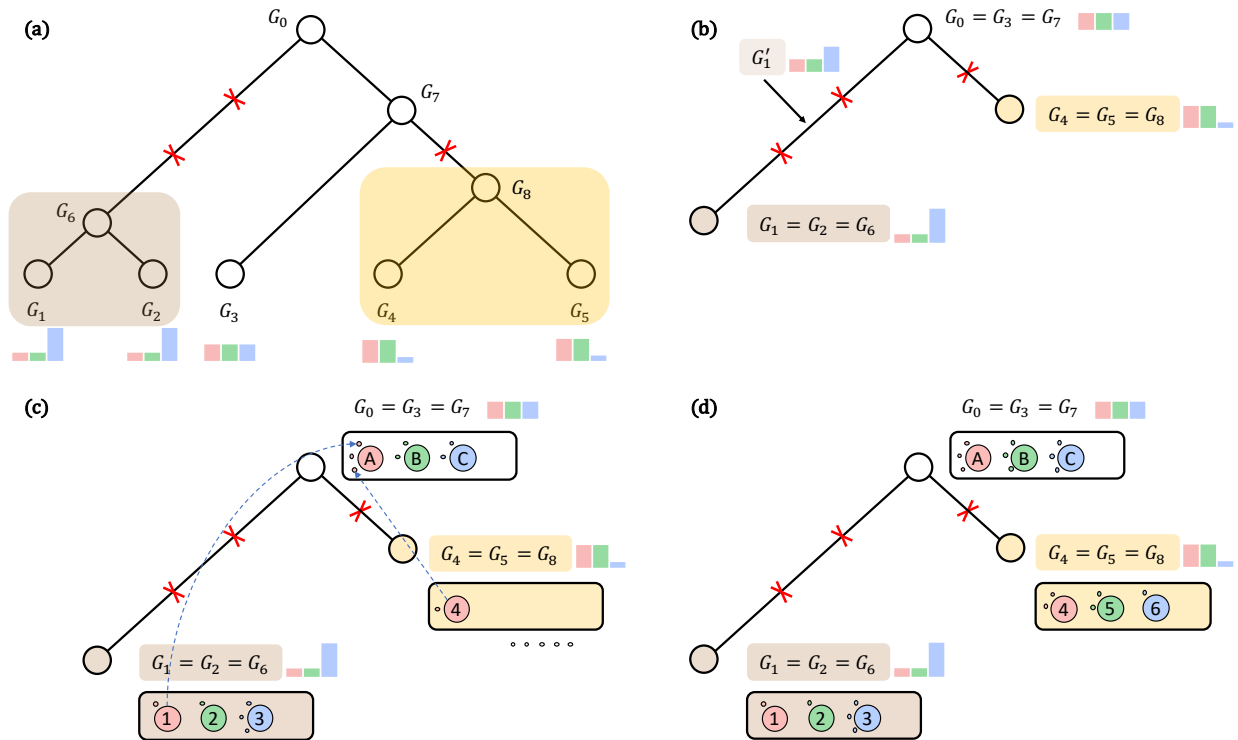 (a)
G₀
G₇
G₆
G₈
G₁
G₂
G₃
G₄
G₅
(b)
G₀ = G₃ = G₇
G₁′
G₄ = G₅ = G₈
G₁ = G₂ = G₆
(c)
G₀ = G₃ = G₇
A B C
G₄ = G₅ = G₈
4
G₁ = G₂ = G₆
1 2 3
(d)
G₀ = G₃ = G₇
A B C
G₄ = G₅ = G₈
4 5 6
G₁ = G₂ = G₆
1 2 3